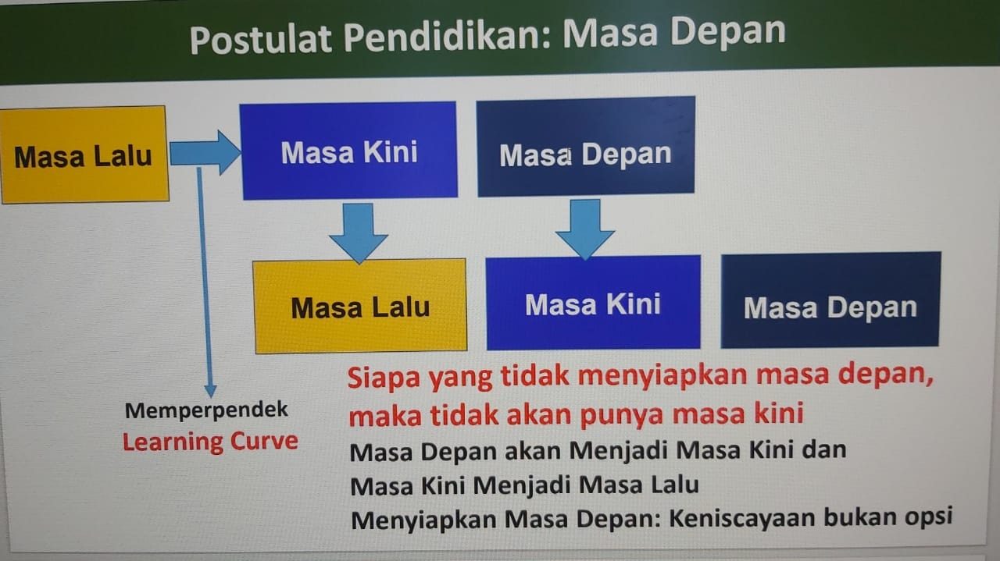 Postulat Pendidikan: Masa Depan
Masa Lalu
Masa Kini
Masa Depan
Masa Lalu
Masa Kini
Masa Depan
Memperpendek
Learning Curve
Siapa yang tidak menyiapkan masa depan,
maka tidak akan punya masa kini
Masa Depan akan Menjadi Masa Kini dan
Masa Kini Menjadi Masa Lalu
Menyiapkan Masa Depan: Keniscayaan bukan opsi